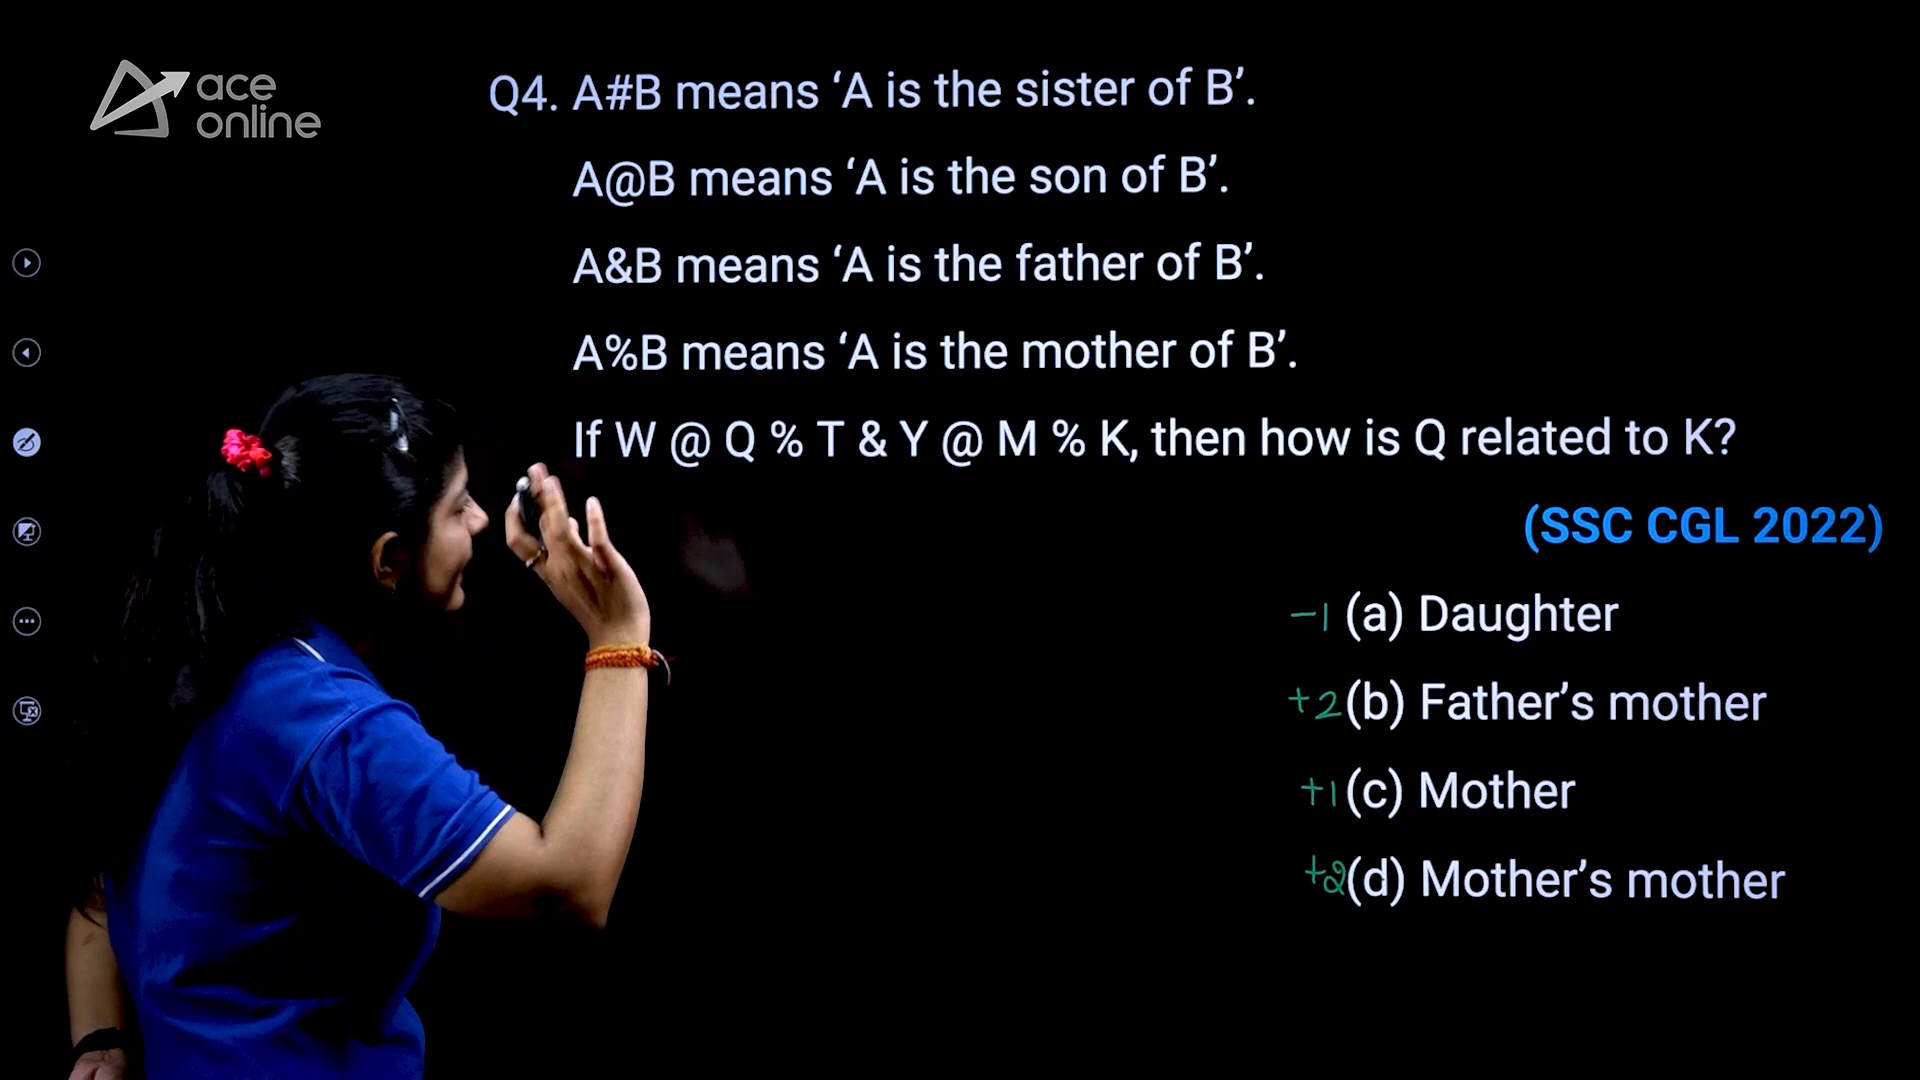 ace
online
Q4. A#B means ‘A is the sister of B’.
A@B means ‘A is the son of B’.
A&B means ‘A is the father of B’.
A%B means ‘A is the mother of B’.
If W @ Q % T & Y @ M % K, then how is Q related to K?
(SSC CGL 2022)
-1 (a) Daughter
+2 (b) Father’s mother
+1 (c) Mother
+2 (d) Mother’s mother